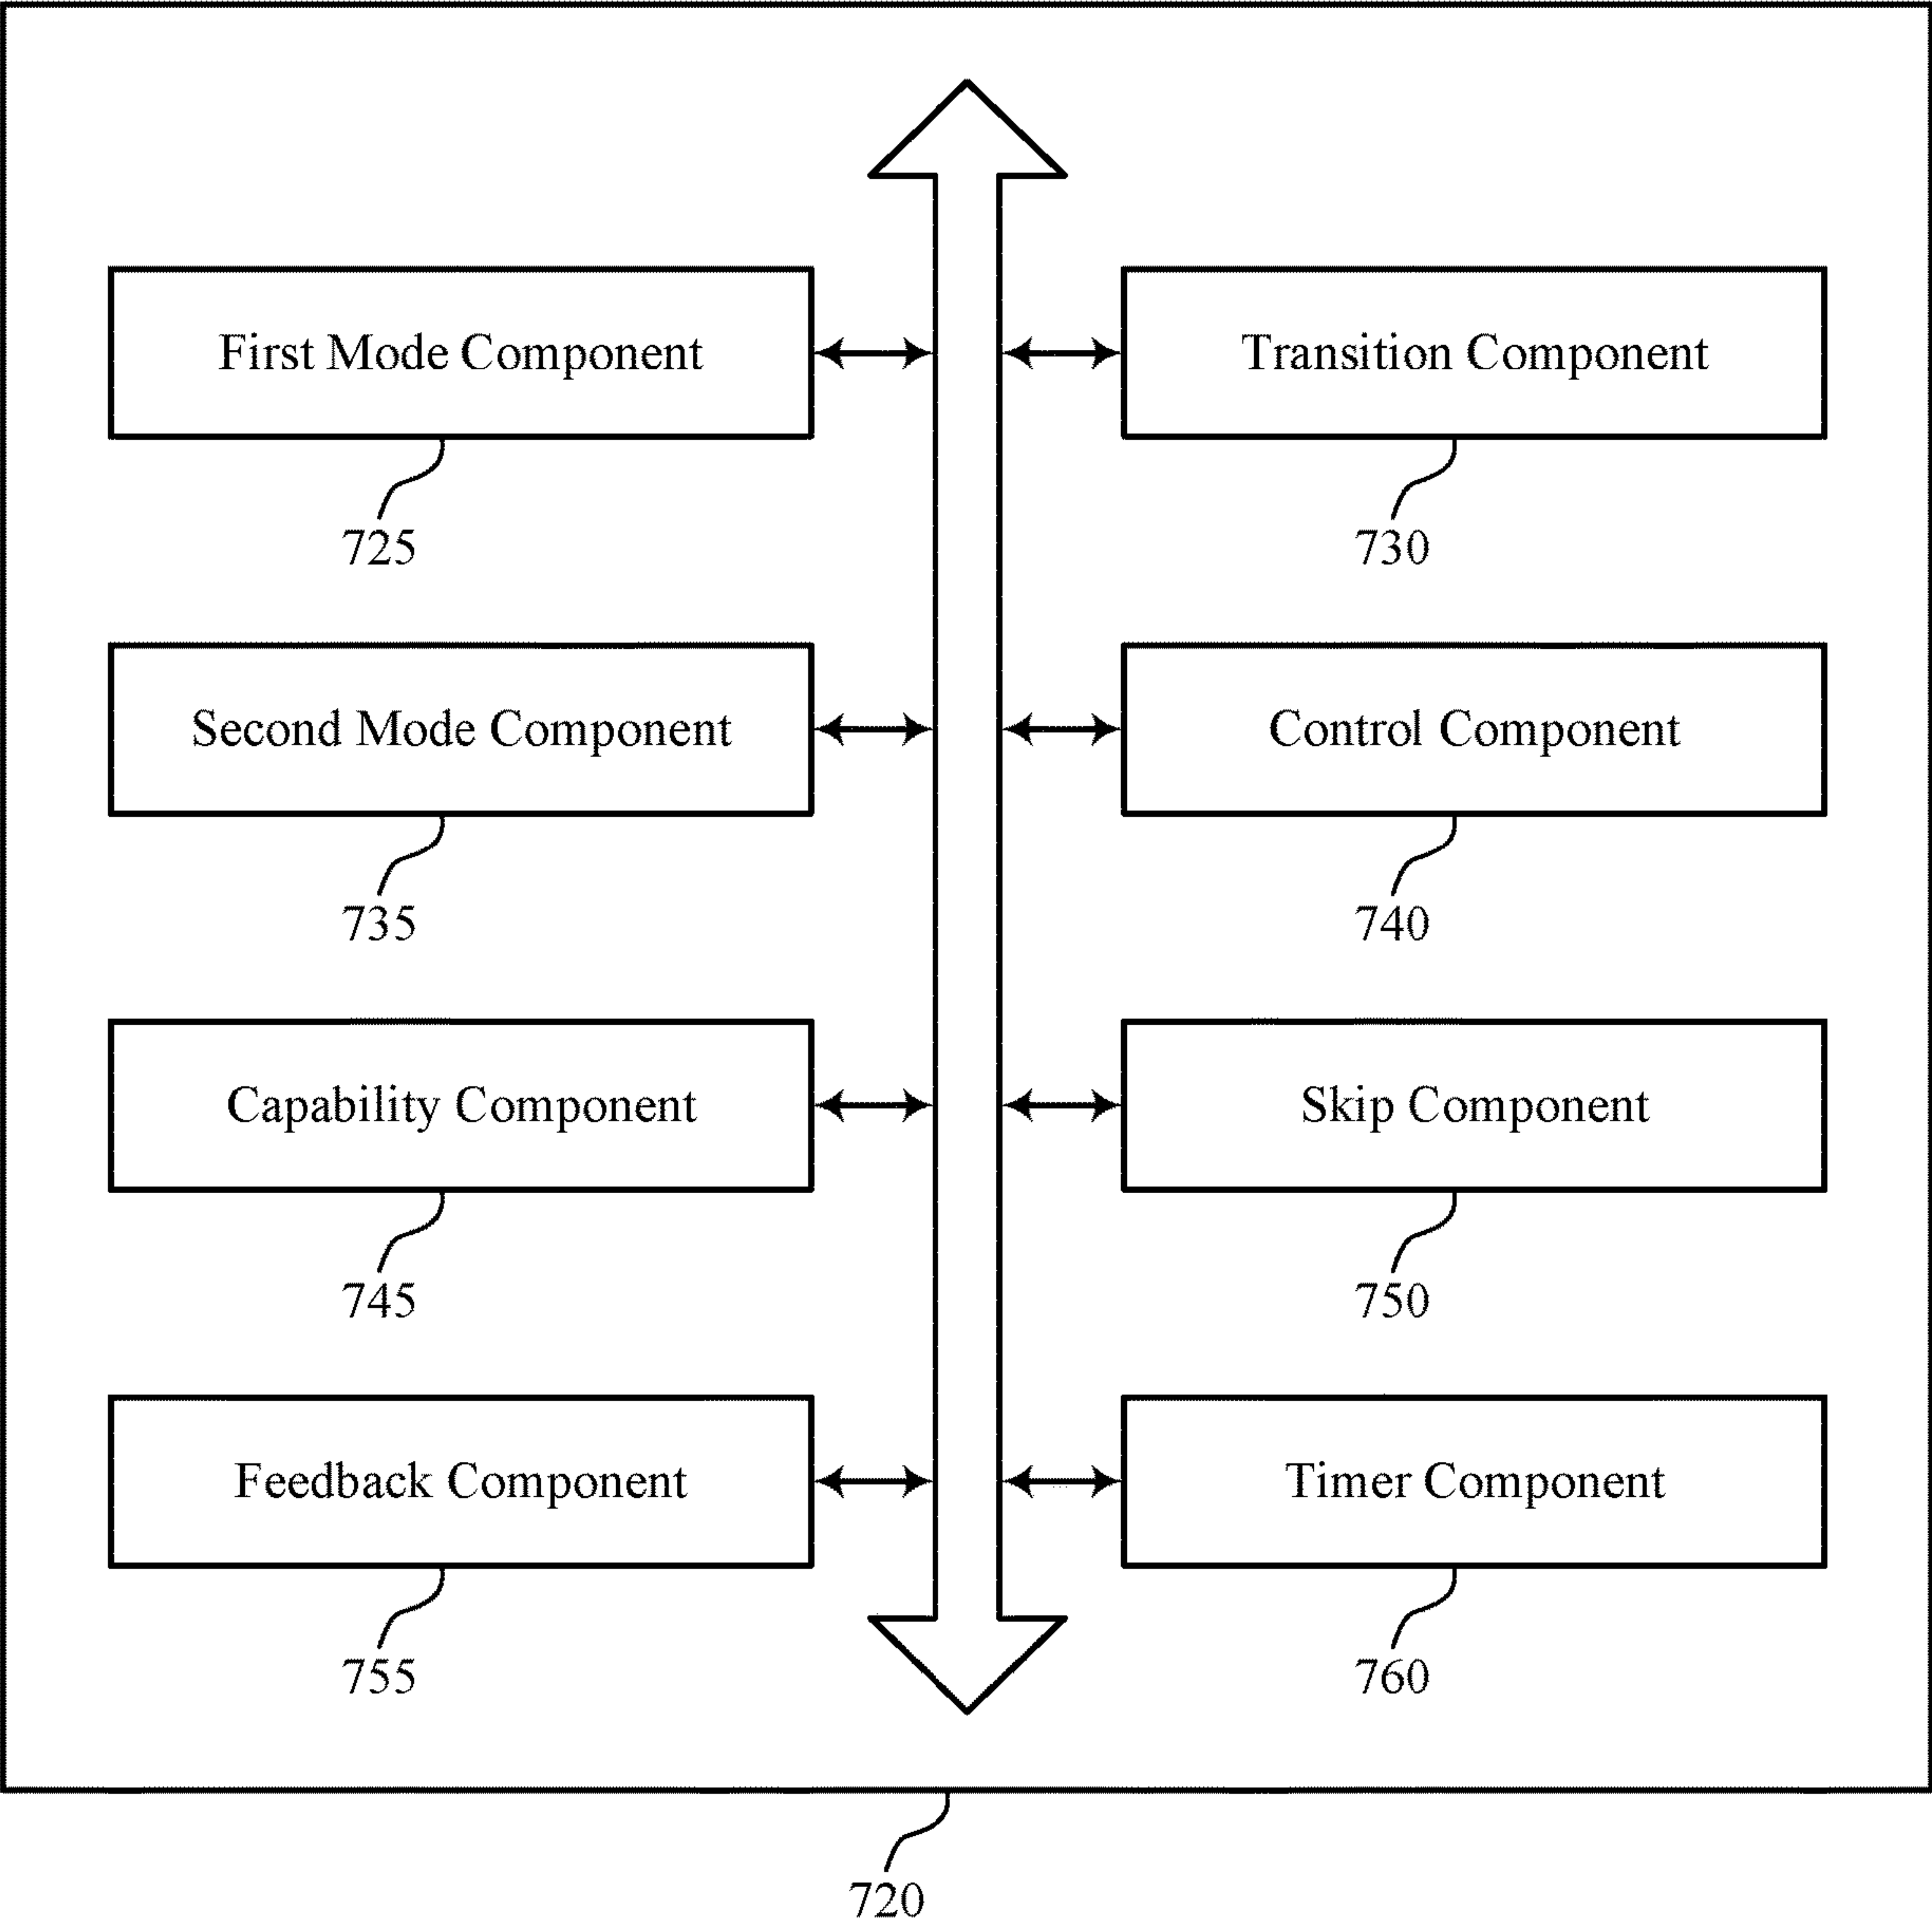 First Mode Component
Transition Component
725
730
Second Mode Component
Control Component
735
740
Capability Component
Skip Component
745
750
Feedback Component
Timer Component
755
760
720